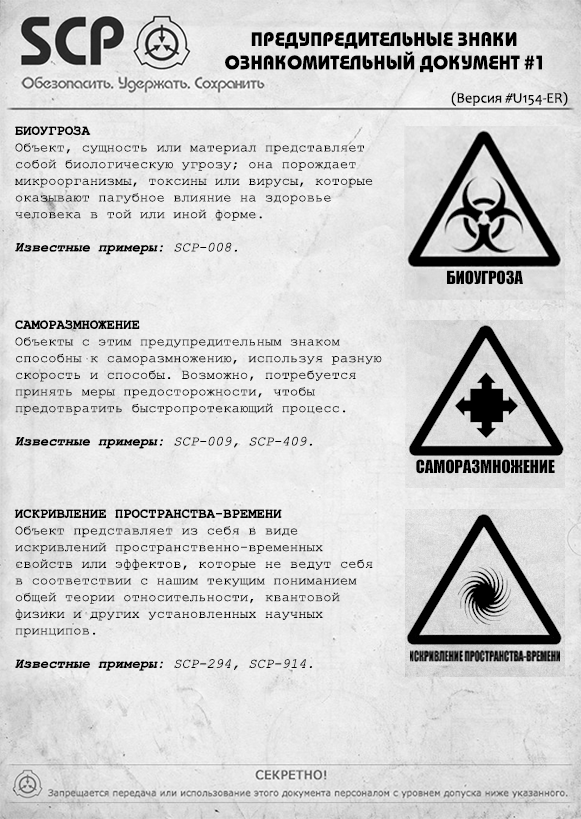 SCP
Обезопасить. Удержать. Сохранить
ПРЕДУПРЕДИТЕЛЬНЫЕ ЗНАКИ
ОЗНАКОМИТЕЛЬНЫЙ ДОКУМЕНТ #1
(Версия #U154-ER)
БИОУГРОЗА
Объект, сущность или материал представляет
собой биологическую угрозу; она порождает
микроорганизмы, токсины или вирусы, которые
оказывают пагубное влияние на здоровье
человека в той или иной форме.
Известные примеры: SCP-008.
БИОУГРОЗА
САМОРАЗМНОЖЕНИЕ
Объекты с этим предупредительным знаком
способны к саморазмножению, используя разную
скорость и способы. Возможно, потребуется
принять меры предосторожности, чтобы
предотвратить быстропротекающий процесс.
Известные примеры: SCP-009, SCP-409.
САМОРАЗМНОЖЕНИЕ
ИСКРИВЛЕНИЕ ПРОСТРАНСТВА-ВРЕМЕНИ
Объект представляет из себя в виде
искривлений пространственно-временных
свойств или эффектов, которые не ведут себя
в соответствии с нашим текущим пониманием
общей теории относительности, квантовой
физики и других установленных научных
принципов.
Известные примеры: SCP-294, SCP-914.
ИСКРИВЛЕНИЕ ПРОСТРАНСТВА-ВРЕМЕНИ
СЕКРЕТНО!
Запрещается передача или использование этого документа персоналом с уровнем допуска ниже указанного.